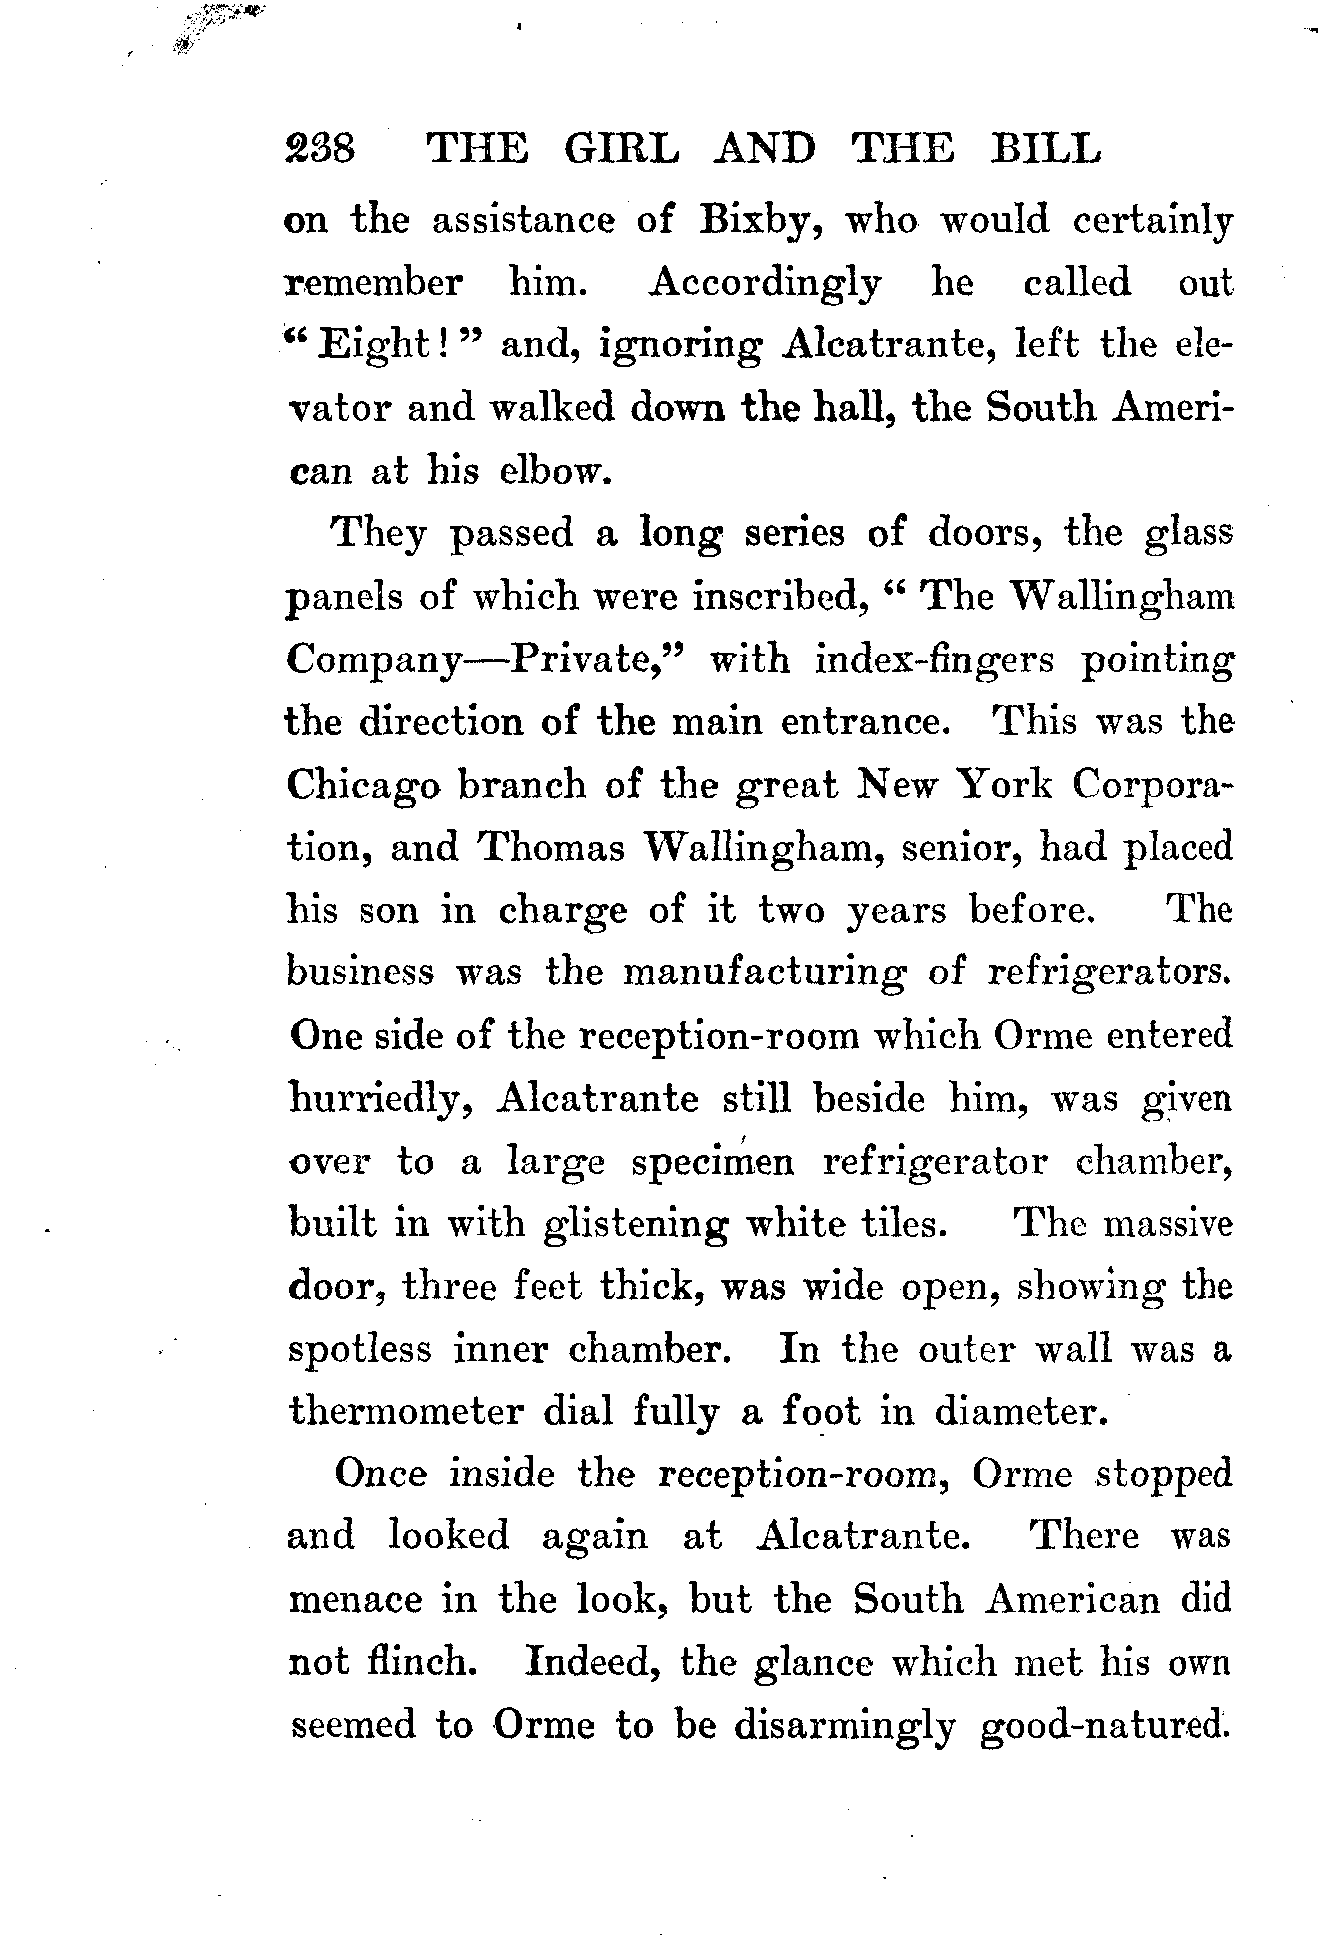 238 THE GIRL AND THE BILL
on the assistance of Bixby, who would certainly
remember him. Accordingly he called out
“ Eight! ” and, ignoring Alcatrante, left the ele-
vator and walked down the hall, the South Ameri-
can at his elbow.
They passed a long series of doors, the glass
panels of which were inscribed, “ The Wallingham
Company—Private,” with index-fingers pointing
the direction of the main entrance. This was the
Chicago branch of the great New York Corpora-
tion, and Thomas Wallingham, senior, had placed
his son in charge of it two years before. The
business was the manufacturing of refrigerators.
One side of the reception-room which Orme entered
hurriedly, Alcatrante still beside him, was given
over to a large specimen refrigerator chamber,
built in with glistening white tiles. The massive
door, three feet thick, was wide open, showing the
spotless inner chamber. In the outer wall was a
thermometer dial fully a foot in diameter.
Once inside the reception-room, Orme stopped
and looked again at Alcatrante. There was
menace in the look, but the South American did
not flinch. Indeed, the glance which met his own
seemed to Orme to be disarmingly good-natured.